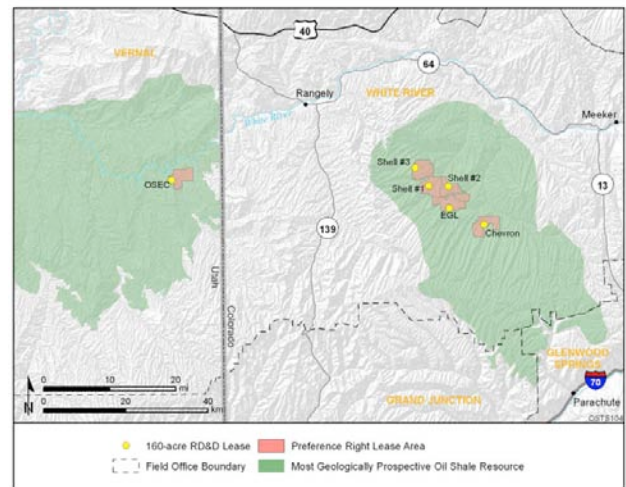 40
VERNAL
64
Rangely
WHITE RIVER
Meeker
White River
Shell #3
Shell #1
Shell #2
OSEC
EGL
13
Chevron
139
Utah
Colorado
GLENWOOD
SPRINGS
70
0 10 20 mi
GRAND JUNCTION
N
0 20 40 km
Parachute
OSTS104
160-acre RD&D Lease
Preference Right Lease Area
Field Office Boundary
Most Geologically Prospective Oil Shale Resource